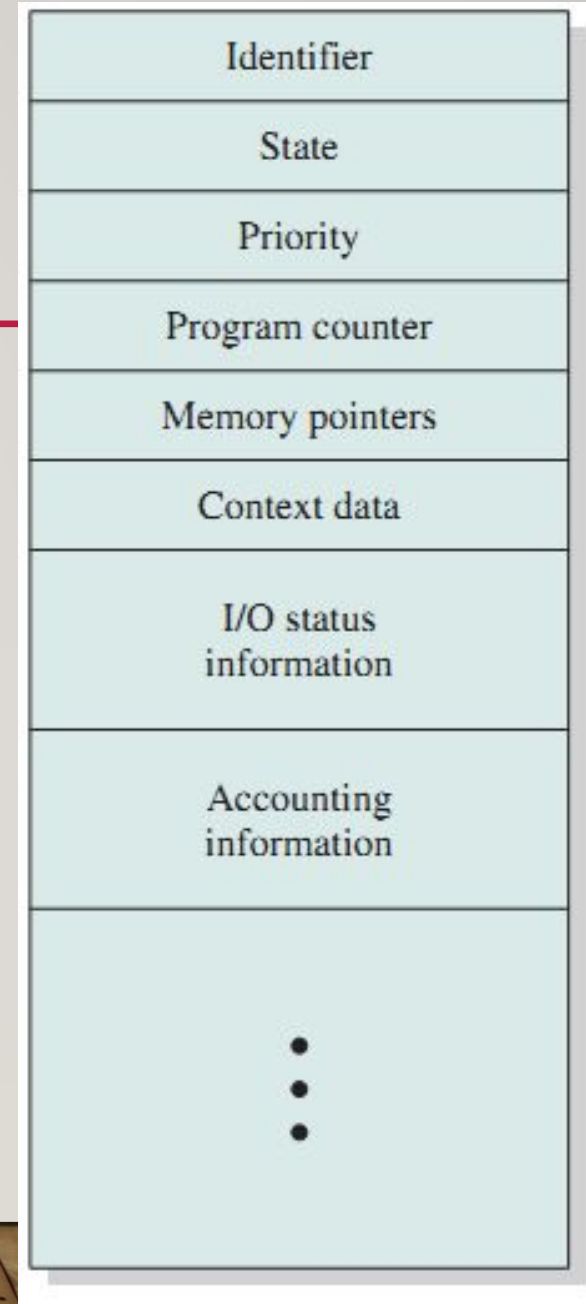 Identifier
State
Priority
Program counter
Memory pointers
Context data
I/O status
information
Accounting
information